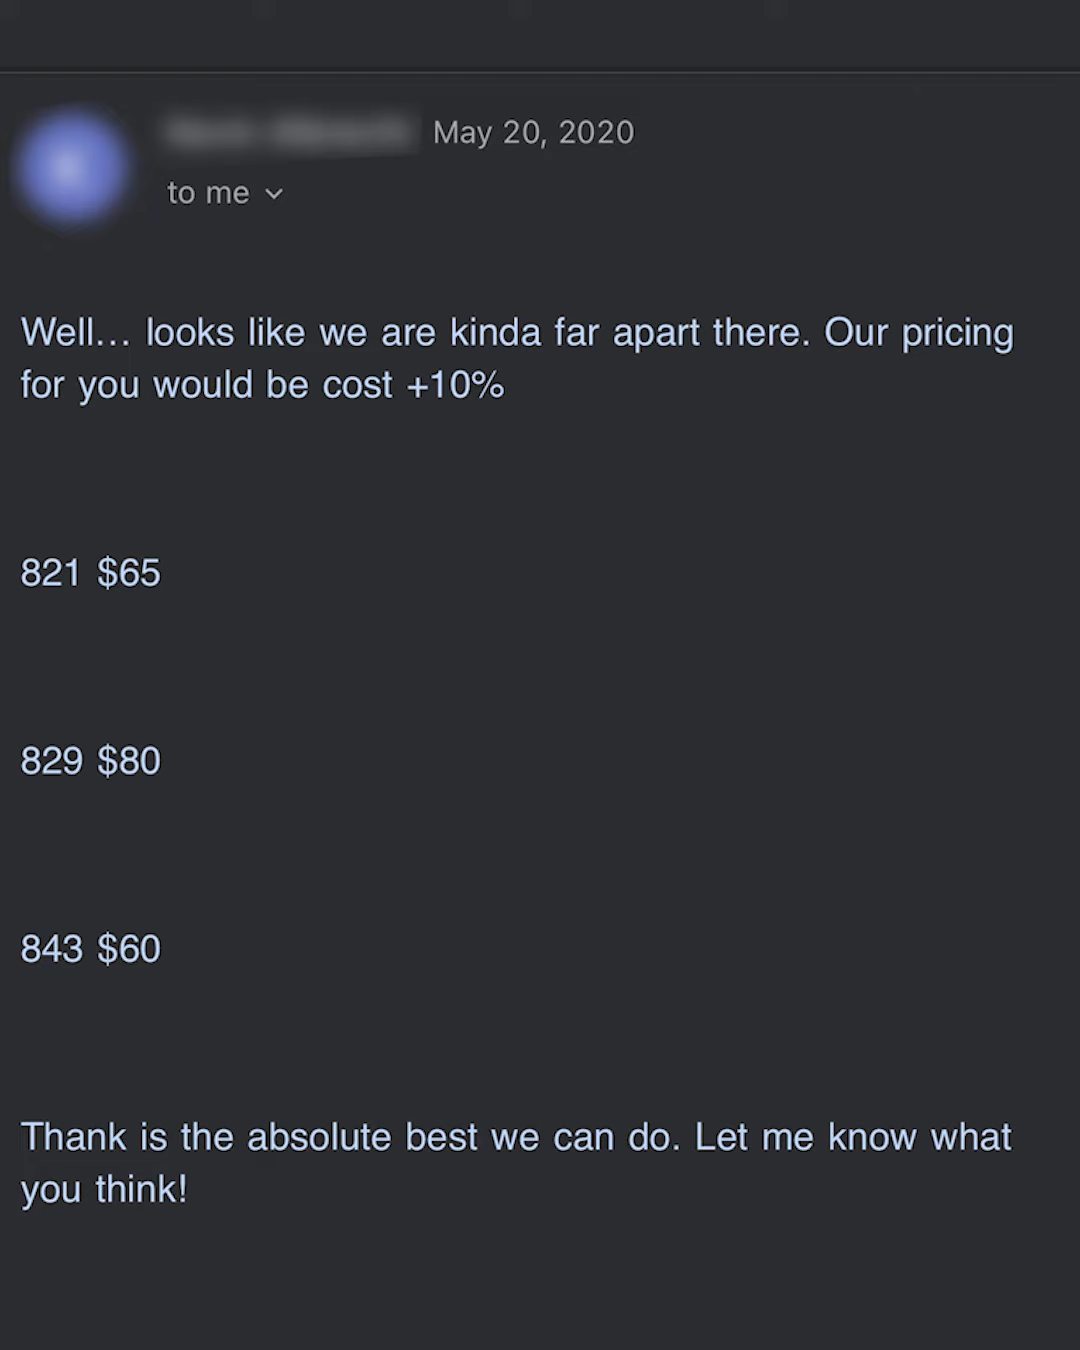 May 20, 2020
to me
Well... looks like we are kinda far apart there. Our pricing
for you would be cost +10%
821 $65
829 $80
843 $60
Thank is the absolute best we can do. Let me know what
you think!